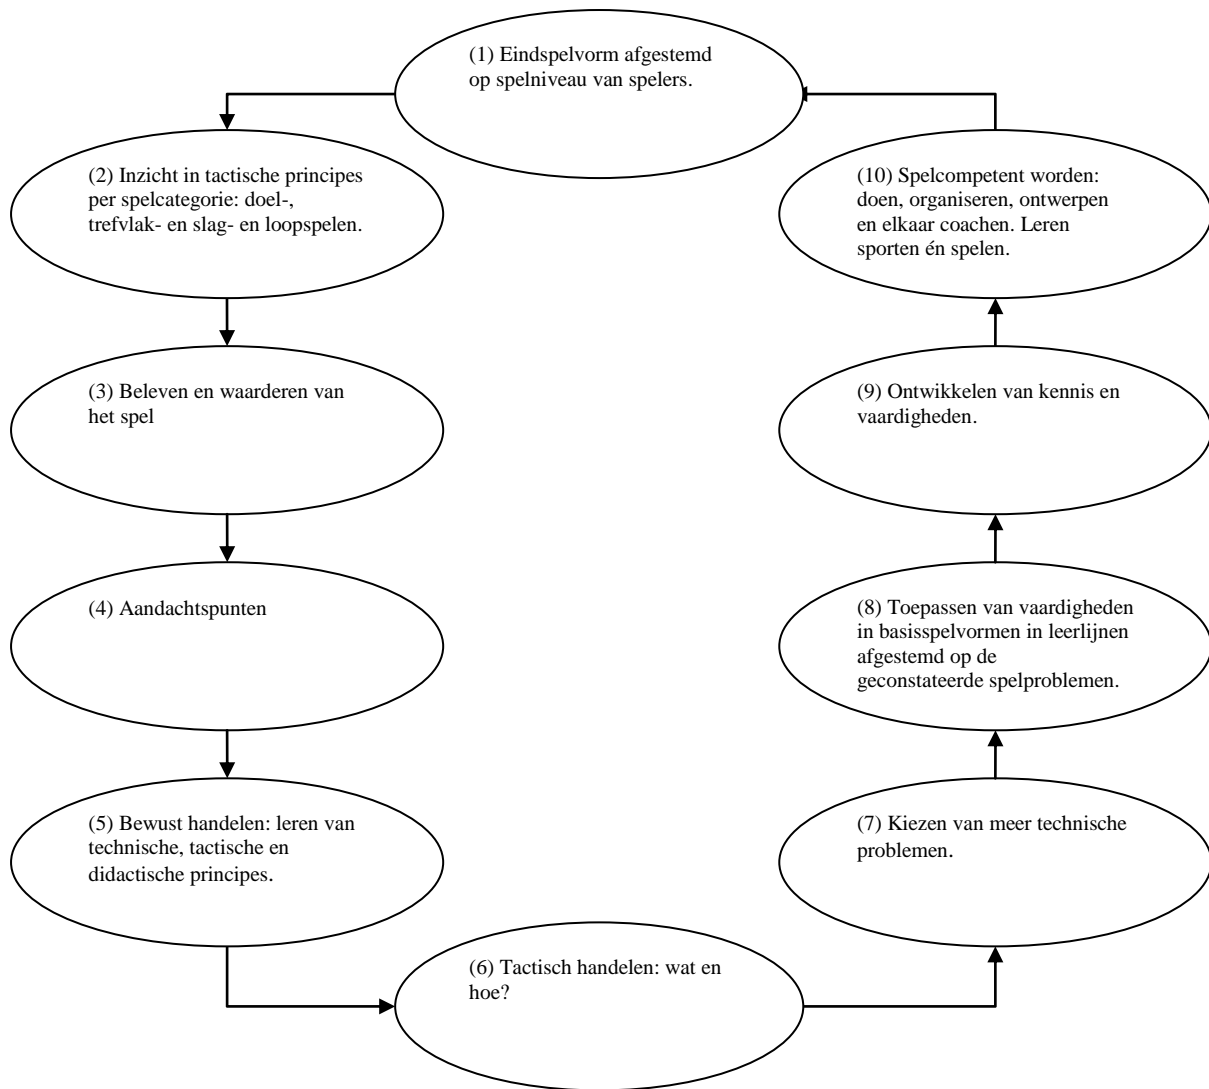 (1) Eindspelvorm afgestemd
op spelniveau van spelers.
(2) Inzicht in tactische principes
per spelcategorie: doel-,
trefvlak- en slag- en loopspelen.
(3) Beleven en waarderen van
het spel
(4) Aandachtspunten
(5) Bewust handelen: leren van
technische, tactische en
didactische principes.
(6) Tactisch handelen: wat en
hoe?
(7) Kiezen van meer technische
problemen.
(8) Toepassen van vaardigheden
in basisspelvormen in leerlijnen
afgestemd op de
geconstateerde spelproblemen.
(9) Ontwikkelen van kennis en
vaardigheden.
(10) Spelcompetent worden:
doen, organiseren, ontwerpen
en elkaar coachen. Leren
sporten én spelen.